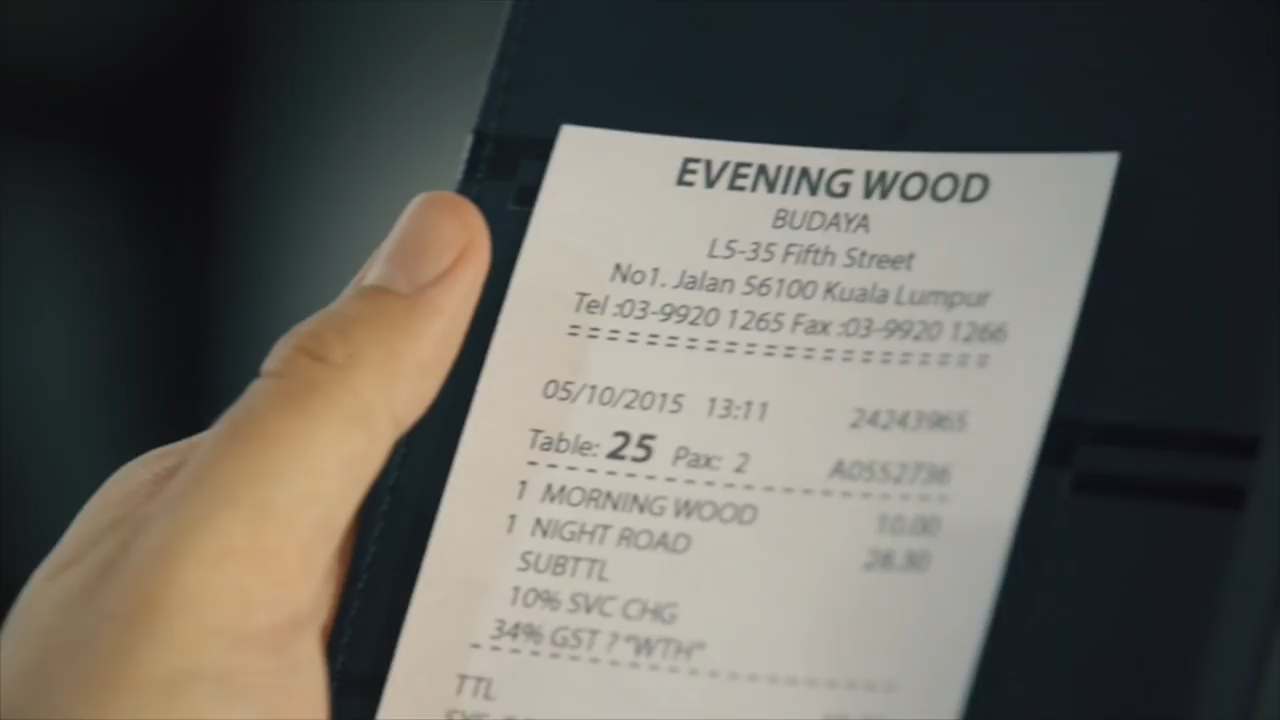 EVENING WOOD
BUDAYA
L5-35 Fifth Street
No1. Jalan 56100 Kuala Lumpur
Tel :03-9920 1265 Fax :03-9920 1266
05/10/2015 13:11 24243965
Table: 25 Pax: 2 A0552736
1 MORNING WOOD 10.00
1 NIGHT ROAD 28.30
SUBTTL
10% SVC CHG
34% GST ? "WTH"
TTL